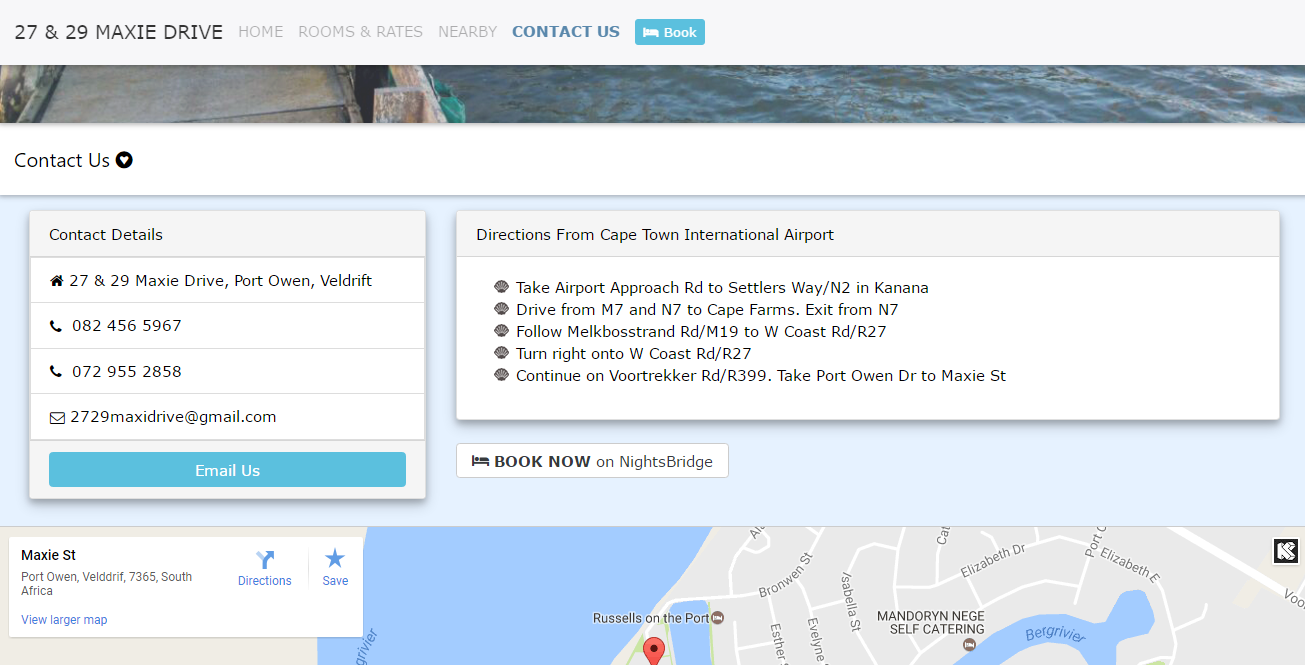 27 & 29 MAXIE DRIVE HOME ROOMS & RATES NEARBY CONTACT US Book
Contact Us
Contact Details
27 & 29 Maxie Drive, Port Owen, Veldrift
082 456 5967
072 955 2858
2729maxidrive@gmail.com
Email Us
Directions From Cape Town International Airport
Take Airport Approach Rd to Settlers Way/N2 in Kanana
Drive from M7 and N7 to Cape Farms. Exit from N7
Follow Melkbosstrand Rd/M19 to W Coast Rd/R27
Turn right onto W Coast Rd/R27
Continue on Voortrekker Rd/R399. Take Port Owen Dr to Maxie St
BOOK NOW on NightsBridge
Maxie St
Port Owen, Velddrif, 7365, South
Africa
View larger map
Directions
Save
Bronwen St
Elizabeth Dr
Port
Elizabeth
Isabella St
Russells on the Port
MANDORYN NEGE
SELF CATERING
Esther
Evelyne
Bergrivier